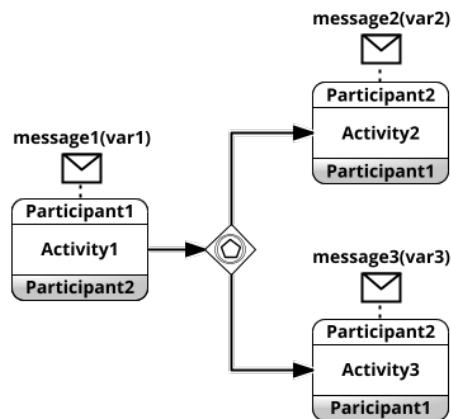 message1(var1)
Participant1
Activity1
Participant2
message2(var2)
Participant2
Activity2
Participant1
message3(var3)
Participant2
Activity3
Paricipant1